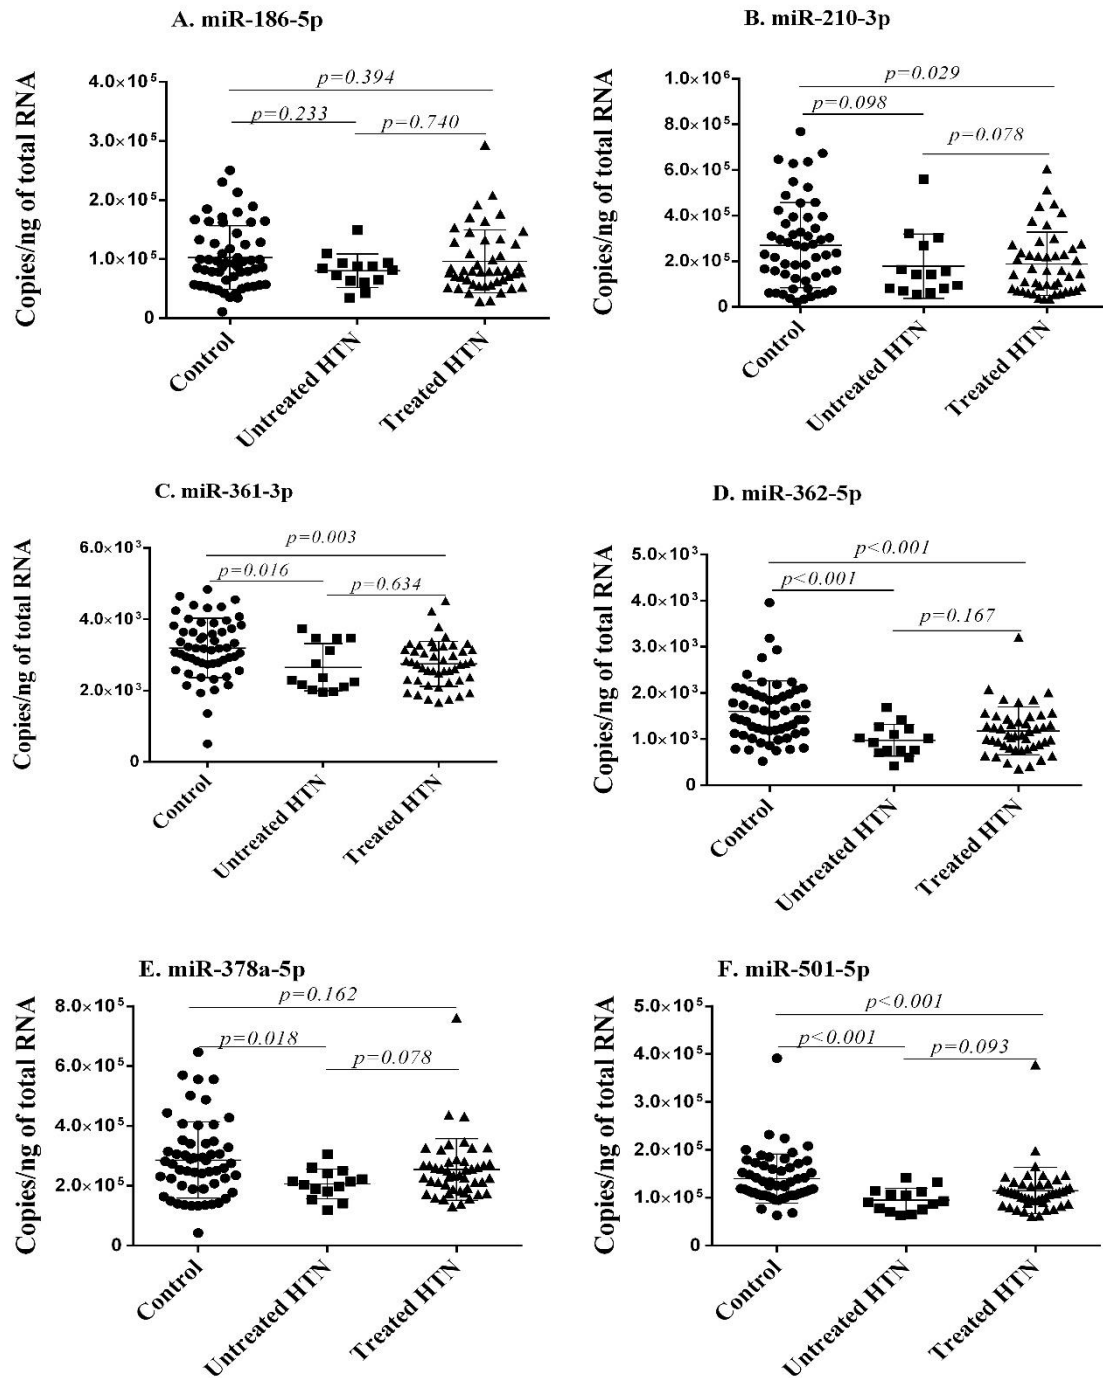 A. miR-186-5p
Copies/ng of total RNA
4.0×10⁵
3.0×10⁵
2.0×10⁵
1.0×10⁵
0
p=0.394
p=0.233
p=0.740
Control
Untreated HTN
Treated HTN
B. miR-210-3p
Copies/ng of total RNA
1.0×10⁶
8.0×10⁵
6.0×10⁵
4.0×10⁵
2.0×10⁵
0
p=0.029
p=0.098
p=0.078
Control
Untreated HTN
Treated HTN
C. miR-361-3p
Copies/ng of total RNA
6.0×10³
4.0×10³
2.0×10³
0
p=0.003
p=0.016
p=0.634
Control
Untreated HTN
Treated HTN
D. miR-362-5p
Copies/ng of total RNA
5.0×10³
4.0×10³
3.0×10³
2.0×10³
1.0×10³
0
p<0.001
p<0.001
p=0.167
Control
Untreated HTN
Treated HTN
E. miR-378a-5p
Copies/ng of total RNA
8.0×10⁵
6.0×10⁵
4.0×10⁵
2.0×10⁵
0
p=0.162
p=0.018
p=0.078
Control
Untreated HTN
Treated HTN
F. miR-501-5p
Copies/ng of total RNA
5.0×10⁵
4.0×10⁵
3.0×10⁵
2.0×10⁵
1.0×10⁵
0
p<0.001
p<0.001
p=0.093
Control
Untreated HTN
Treated HTN